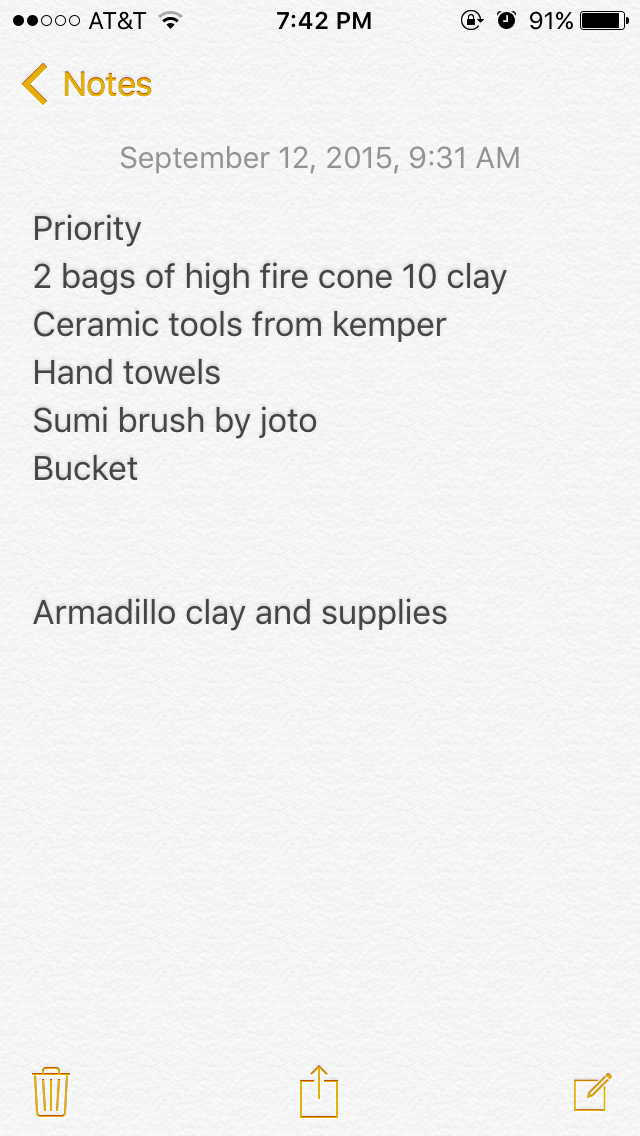 AT&T 7:42 PM 91%
Notes
September 12, 2015, 9:31 AM
Priority
2 bags of high fire cone 10 clay
Ceramic tools from kemper
Hand towels
Sumi brush by joto
Bucket
Armadillo clay and supplies